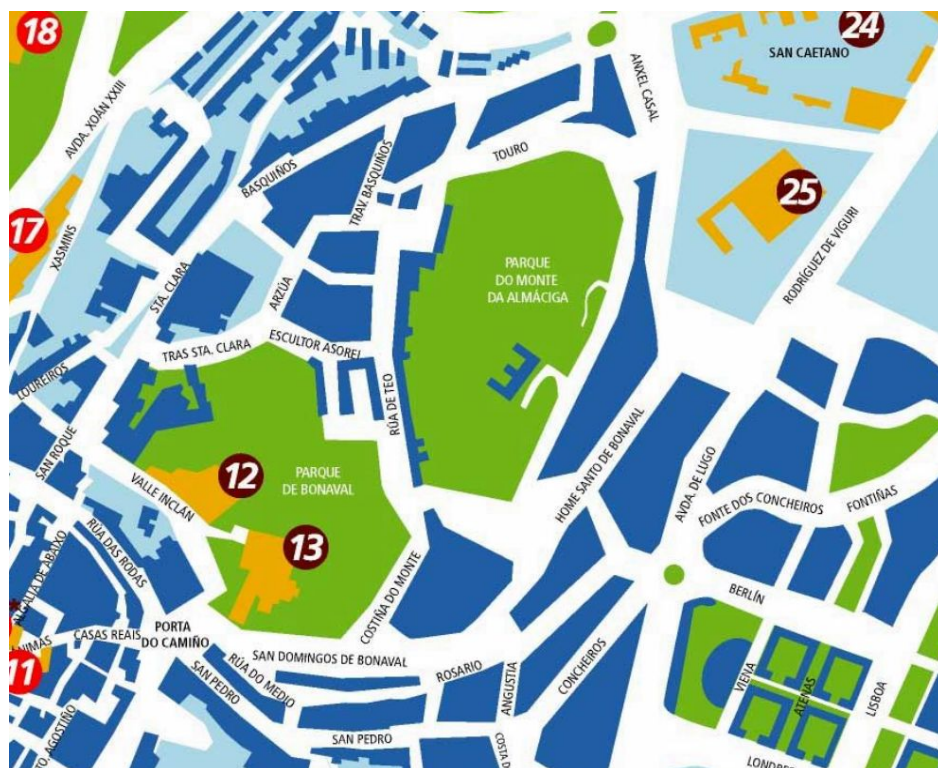 18
24
SAN CAETANO
ANXEL CASAL
AVDA. XOÁN XXIII
TOURO
BASQUIÑOS
TRAV. BASQUIÑOS
25
17
XASMINS
RODRÍGUEZ DE VIGURI
STA. CLARA
ARZÚA
PARQUE
DO MONTE
DA ALMÁCIGA
TRAS STA. CLARA
ESCULTOR ASOREI
LOUREIROS
RÚA DE TEO
SAN ROQUE
12
PARQUE
DE BONAVAL
VALLE INCLÁN
HOME SANTO DE BONAVAL
AVDA. DE LUGO
FONTE DOS CONCHEIROS
FONTIÑAS
13
RÚA DAS RODAS
ALGALIA DE ABAIXO
*
COSTIÑA DO MONTE
BERLÍN
CASAS REAIS
PORTA
DO CAMIÑO
11
SAN DOMINGOS DE BONAVAL
ROSARIO
ANGUSTIA
CONCHEIROS
VIENA
ATENAS
LISBOA
RÚA DO MEDIO
SAN PEDRO
SAN PEDRO